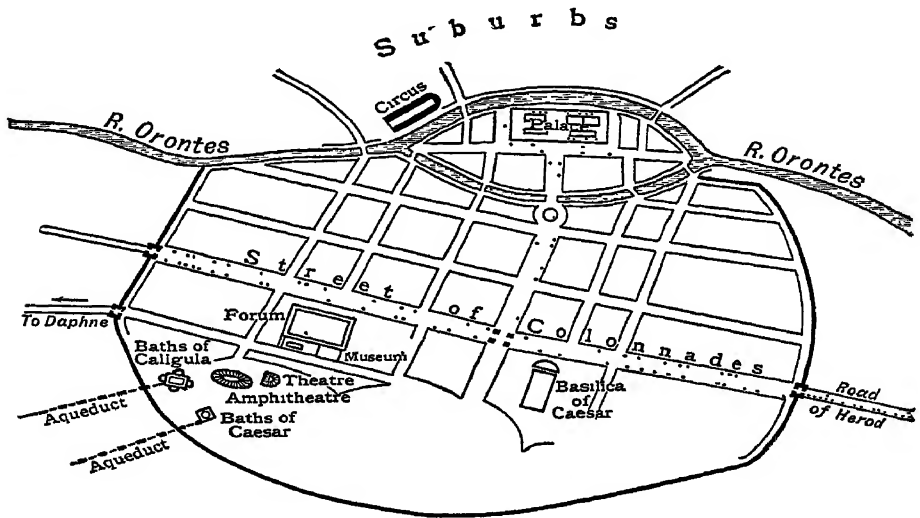 Suburbs
Circus
Palace
R. Orontes
R. Orontes
Street of Colonnades
To Daphne
Forum
Museum
Baths of
Caligula
Theatre
Amphitheatre
Basilica
of
Caesar
Road
of Herod
Aqueduct
Baths of
Caesar
Aqueduct